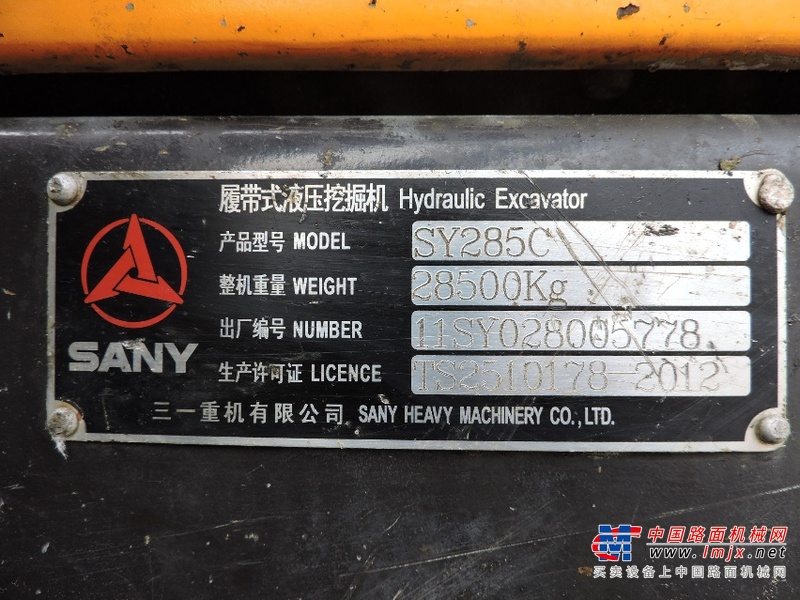 履带式液压挖掘机 Hydraulic Excavator
产品型号 MODEL SY285C
整机重量 WEIGHT 28500Kg
出厂编号 NUMBER 11SY028005778
生产许可证 LICENCE TS2510178-2012
SANY
三一重机有限公司 SANY HEAVY MACHINERY CO.,LTD.
中国路面机械网
www.lmjx.net
买卖设备上中国路面机械网